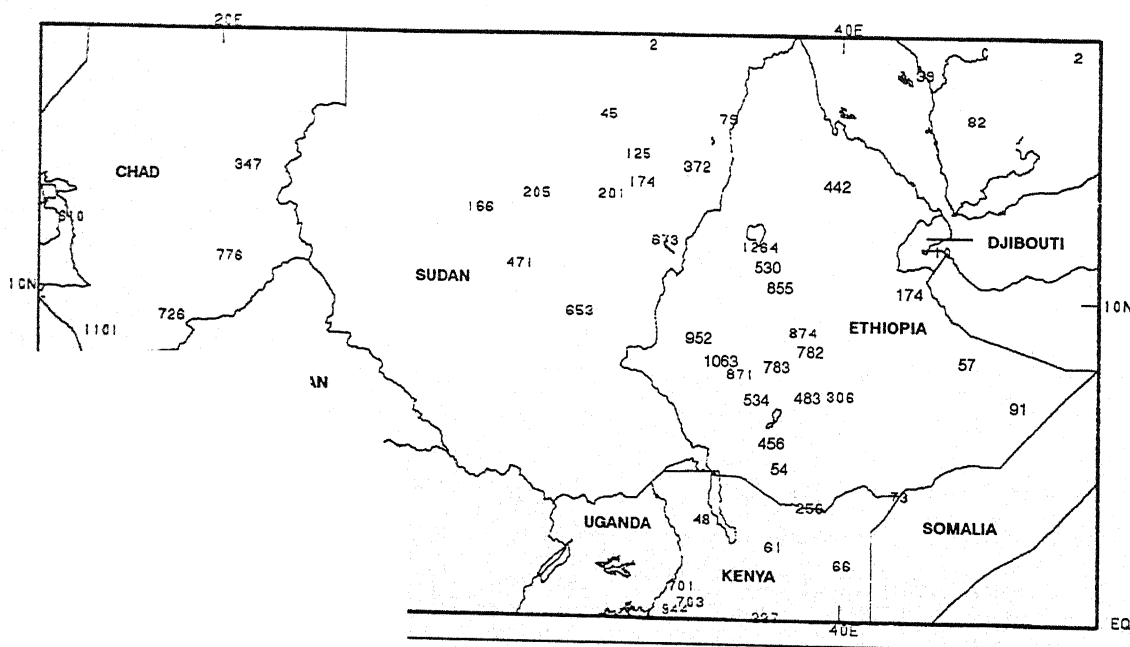 20E 40E
2 2
39
45 79 82
125
CHAD 347 372
174 442
205 201
166
673 1264 DJIBOUTI
776 471 530
SUDAN
10N 855 174 10N
726 653
1101 874 ETHIOPIA
952 782
1063 783 57
871
534 483 306
91
456
54
256 73
UGANDA 48 SOMALIA
61
KENYA 66
701
703
40E EQ